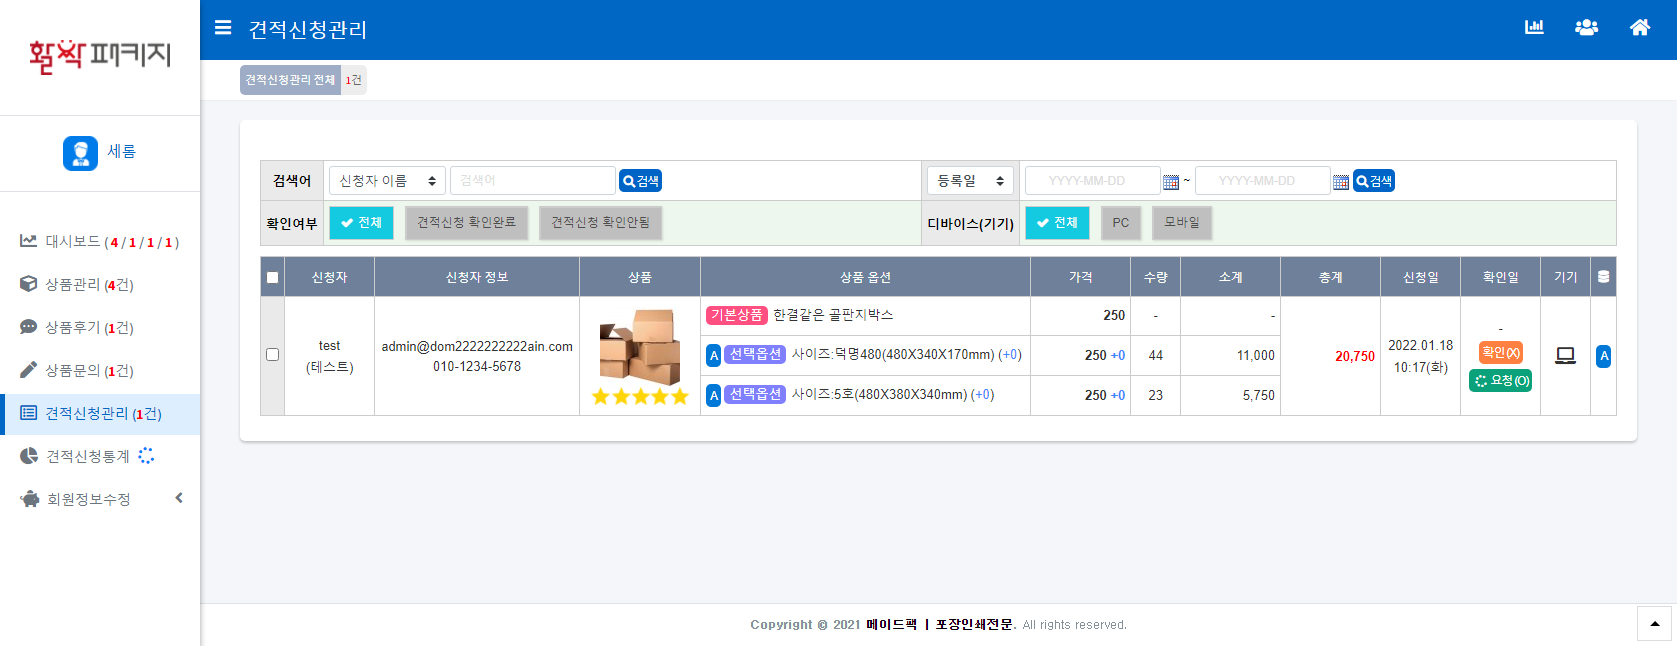 활짝패키지
세롬
대시보드 ( 4 / 1 / 1 / 1 )
상품관리 (4건)
상품후기 (1건)
상품문의 (1건)
견적신청관리 (1건)
견적신청통계
회원정보수정
견적신청관리
견적신청관리 전체 1건
검색어 신청자 이름 검색어 검색 등록일 YYYY-MM-DD ~ YYYY-MM-DD 검색
확인여부 전체 견적신청 확인완료 견적신청 확인안됨 디바이스(기기) 전체 PC 모바일
신청자 신청자 정보 상품 상품 옵션 가격 수량 소계 총계 신청일 확인일 기기
test
(테스트)
admin@dom2222222222ain.com
010-1234-5678
기본상품 한결같은 골판지박스 250 - -
A 선택옵션 사이즈:덕명480(480X340X170mm) (+0) 250 +0 44 11,000
A 선택옵션 사이즈:5호(480X380X340mm) (+0) 250 +0 23 5,750
20,750
2022.01.18
10:17(화)
-
확인(X)
요청(O)
A
Copyright © 2021 메이드팩 | 포장인쇄전문. All rights reserved.